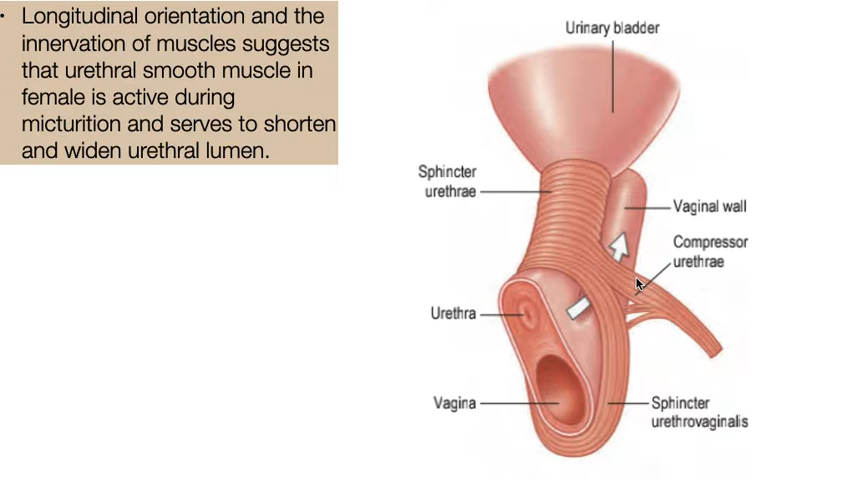 • Longitudinal orientation and the
innervation of muscles suggests
that urethral smooth muscle in
female is active during
micturition and serves to shorten
and widen urethral lumen.
Urinary bladder
Sphincter
urethrae
Vaginal wall
Compressor
urethrae
Urethra
Vagina
Sphincter
urethrovaginalis